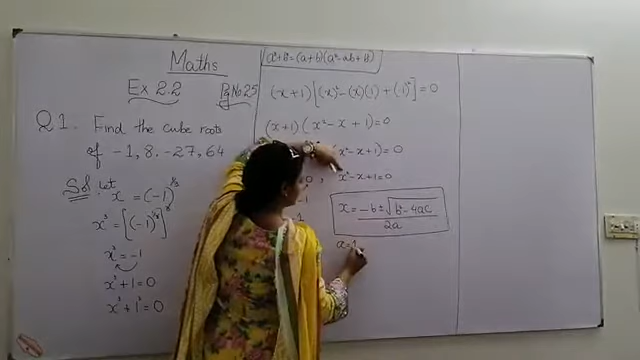 Maths
Ex 2.2 Pg No 25
Q1. Find the cube roots
of -1, 8, -27, 64
Sol: Let x = (-1)^1/3
x³ = [(-1)^1/3]³
x³ = -1
x³ + 1 = 0
x³ + 1³ = 0
a³+b³ = (a+b)(a²-ab+b²)
(x+1)[(x)²-(x)(1)+(1)²] = 0
(x+1)(x²-x+1) = 0
x²-x+1) = 0
=0, x²-x+1=0
-1
x = -b ± √b²-4ac
2a
a=1